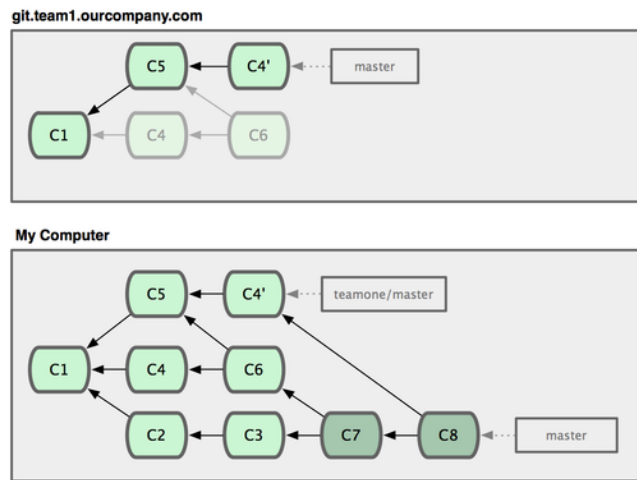 git.team1.ourcompany.com
C5 C4' master
C1 C4 C6
My Computer
C5 C4' teamone/master
C1 C4 C6
C2 C3 C7 C8 master